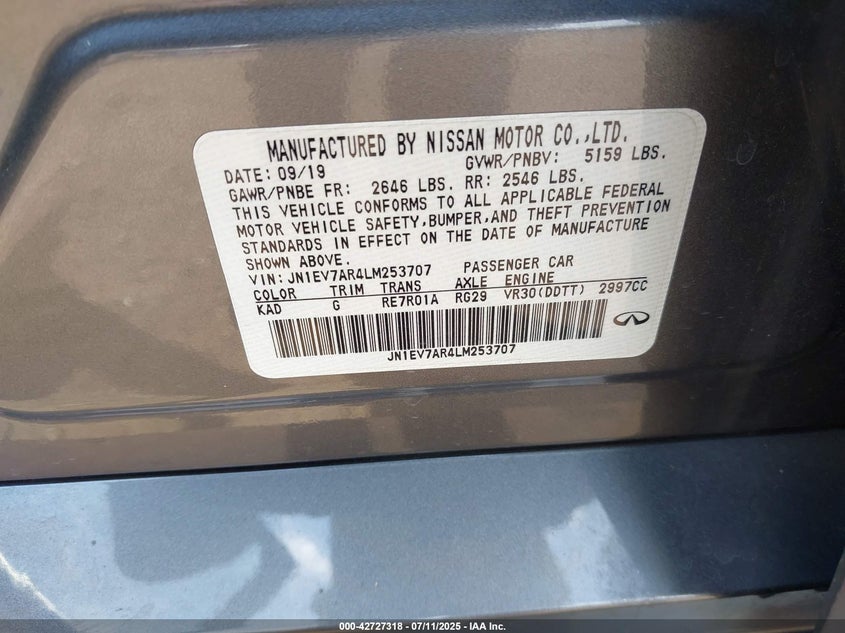 MANUFACTURED BY NISSAN MOTOR CO.,LTD.
DATE: 09/19 GVWR/PNBV: 5159 LBS.
GAWR/PNBE FR: 2646 LBS. RR: 2546 LBS.
THIS VEHICLE CONFORMS TO ALL APPLICABLE FEDERAL
MOTOR VEHICLE SAFETY,BUMPER,AND THEFT PREVENTION
STANDARDS IN EFFECT ON THE DATE OF MANUFACTURE
SHOWN ABOVE.
VIN: JN1EV7AR4LM253707 PASSENGER CAR
COLOR TRIM TRANS AXLE ENGINE
KAD G RE7R01A RG29 VR30(DDTT) 2997CC
JN1EV7AR4LM253707
000-42727318 - 07/11/2025 - IAA Inc.